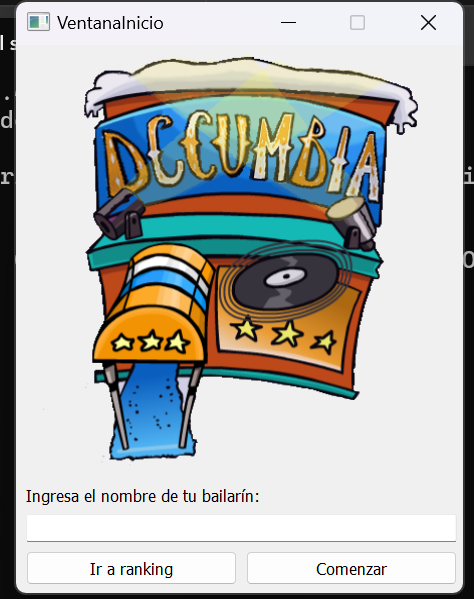 VentanaInicio
DCCUMBIA
Ingresa el nombre de tu bailarín:
Ir a ranking
Comenzar